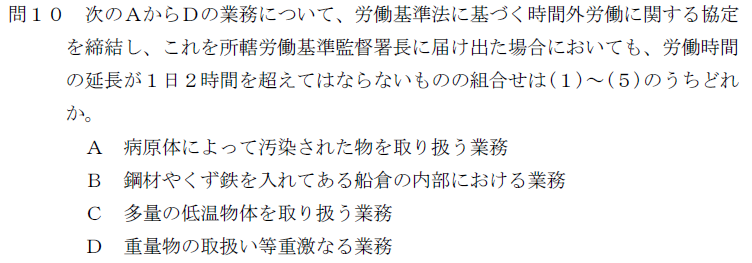 問１０　次のＡからＤの業務について、労働基準法に基づく時間外労働に関する協定
を締結し、これを所轄労働基準監督署長に届け出た場合においても、労働時間
の延長が１日２時間を超えてはならないものの組合せは(１)～(５)のうちどれ
か。
Ａ　病原体によって汚染された物を取り扱う業務
Ｂ　鋼材やくず鉄を入れてある船倉の内部における業務
Ｃ　多量の低温物体を取り扱う業務
Ｄ　重量物の取扱い等重激なる業務